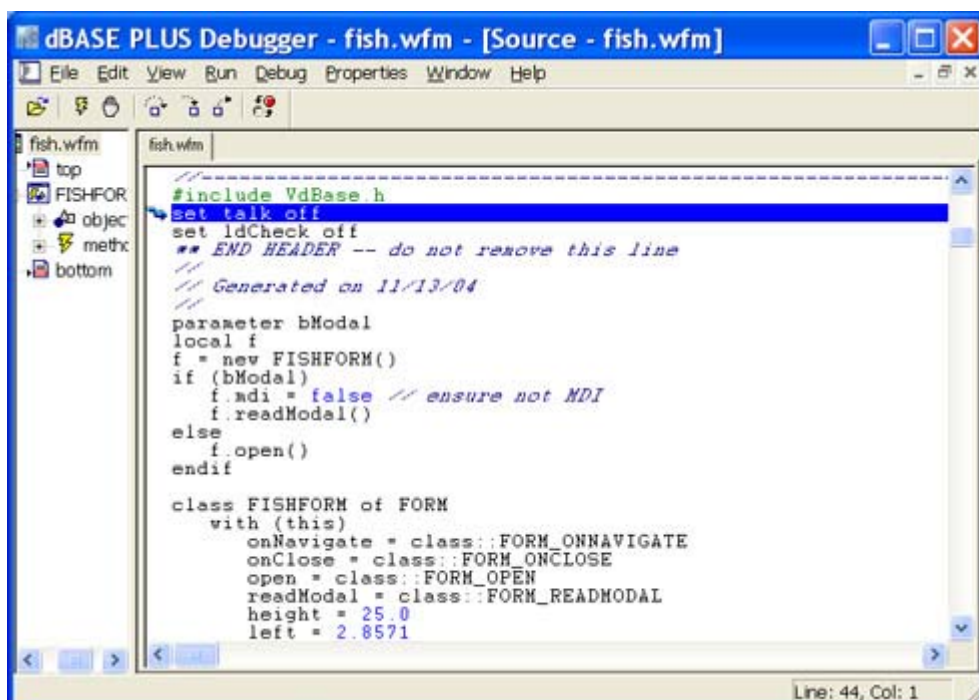 dBASE PLUS Debugger - fish.wfm - [Source - fish.wfm]
File Edit View Run Debug Properties Window Help
fish.wfm
top
FISHFOR
objec
metho
bottom
fish.wfm
//--------------------------------------------------------------
#include VdBase.h
set talk off
set ldCheck off
** END HEADER -- do not remove this line
//
// Generated on 11/13/04
//
parameter bModal
local f
f = new FISHFORM()
if (bModal)
f.mdi = false // ensure not MDI
f.readModal()
else
f.open()
endif
class FISHFORM of FORM
with (this)
onNavigate = class::FORM_ONNAVIGATE
onClose = class::FORM_ONCLOSE
open = class::FORM_OPEN
readModal = class::FORM_READMODAL
height = 25.0
left = 2.8571
Line: 44, Col: 1